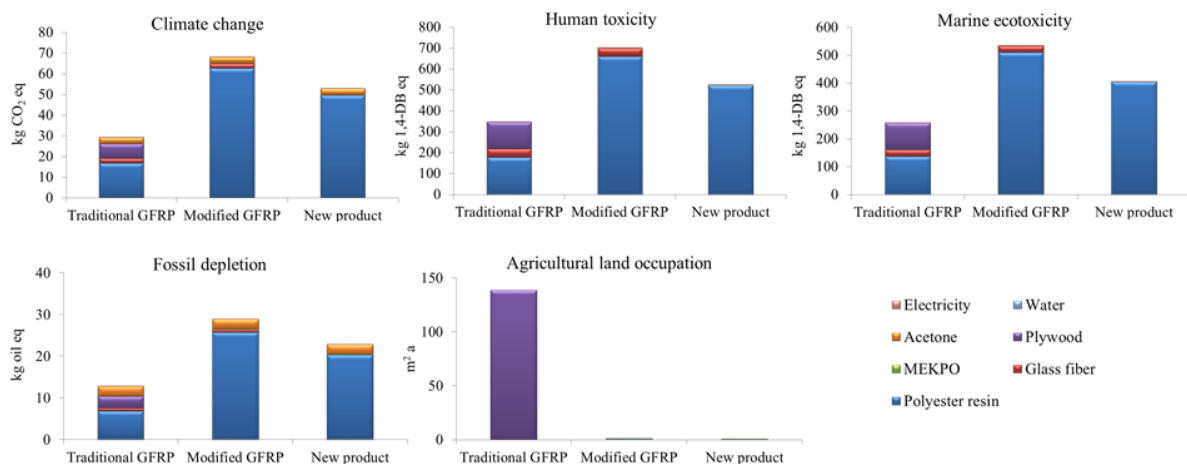 Climate change
kg CO2 eq
80
70
60
50
40
30
20
10
0
Traditional GFRP Modified GFRP New product
Human toxicity
kg 1,4-DB eq
800
700
600
500
400
300
200
100
0
Traditional GFRP Modified GFRP New product
Marine ecotoxicity
kg 1,4-DB eq
600
500
400
300
200
100
0
Traditional GFRP Modified GFRP New product
Fossil depletion
kg oil eq
40
30
20
10
0
Traditional GFRP Modified GFRP New product
Agricultural land occupation
m² a
150
100
50
0
Traditional GFRP Modified GFRP New product
Electricity Water
Acetone Plywood
MEKPO Glass fiber
Polyester resin